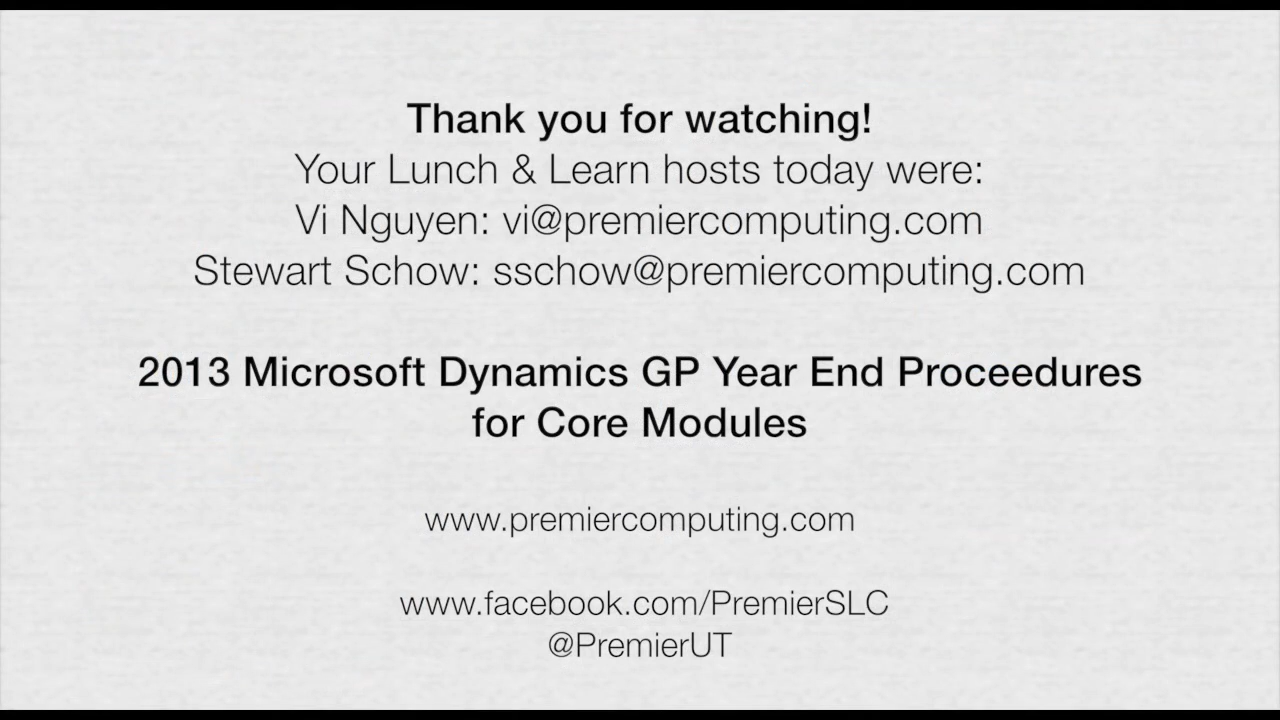 Thank you for watching!
Your Lunch & Learn hosts today were:
Vi Nguyen: vi@premiercomputing.com
Stewart Schow: sschow@premiercomputing.com
2013 Microsoft Dynamics GP Year End Proceedures
for Core Modules
www.premiercomputing.com
www.facebook.com/PremierSLC
@PremierUT